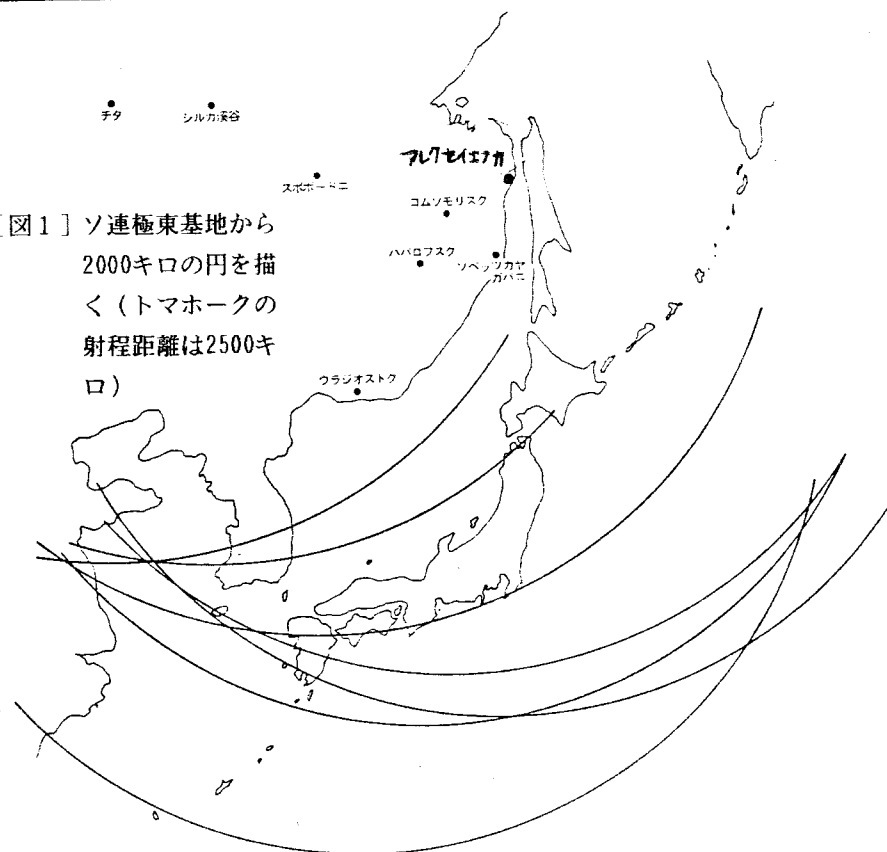 チタ
シルカ渓谷
アレクセイエフカ
スボボードニ
コムソモリスク
［図1］ソ連極東基地から
2000キロの円を描
く（トマホークの
射程距離は2500キ
ロ）
ハバロフスク
ソベッツカヤ
ガバニ
ウラジオストク